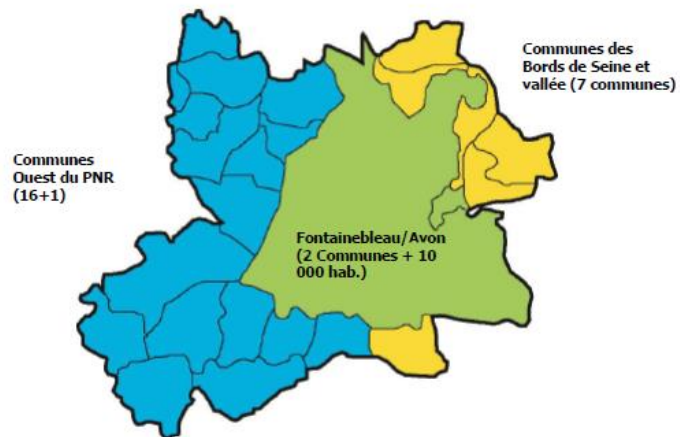 Communes des
Bords de Seine et
vallée (7 communes)
Communes
Ouest du PNR
(16+1)
Fontainebleau/Avon
(2 Communes + 10
000 hab.)